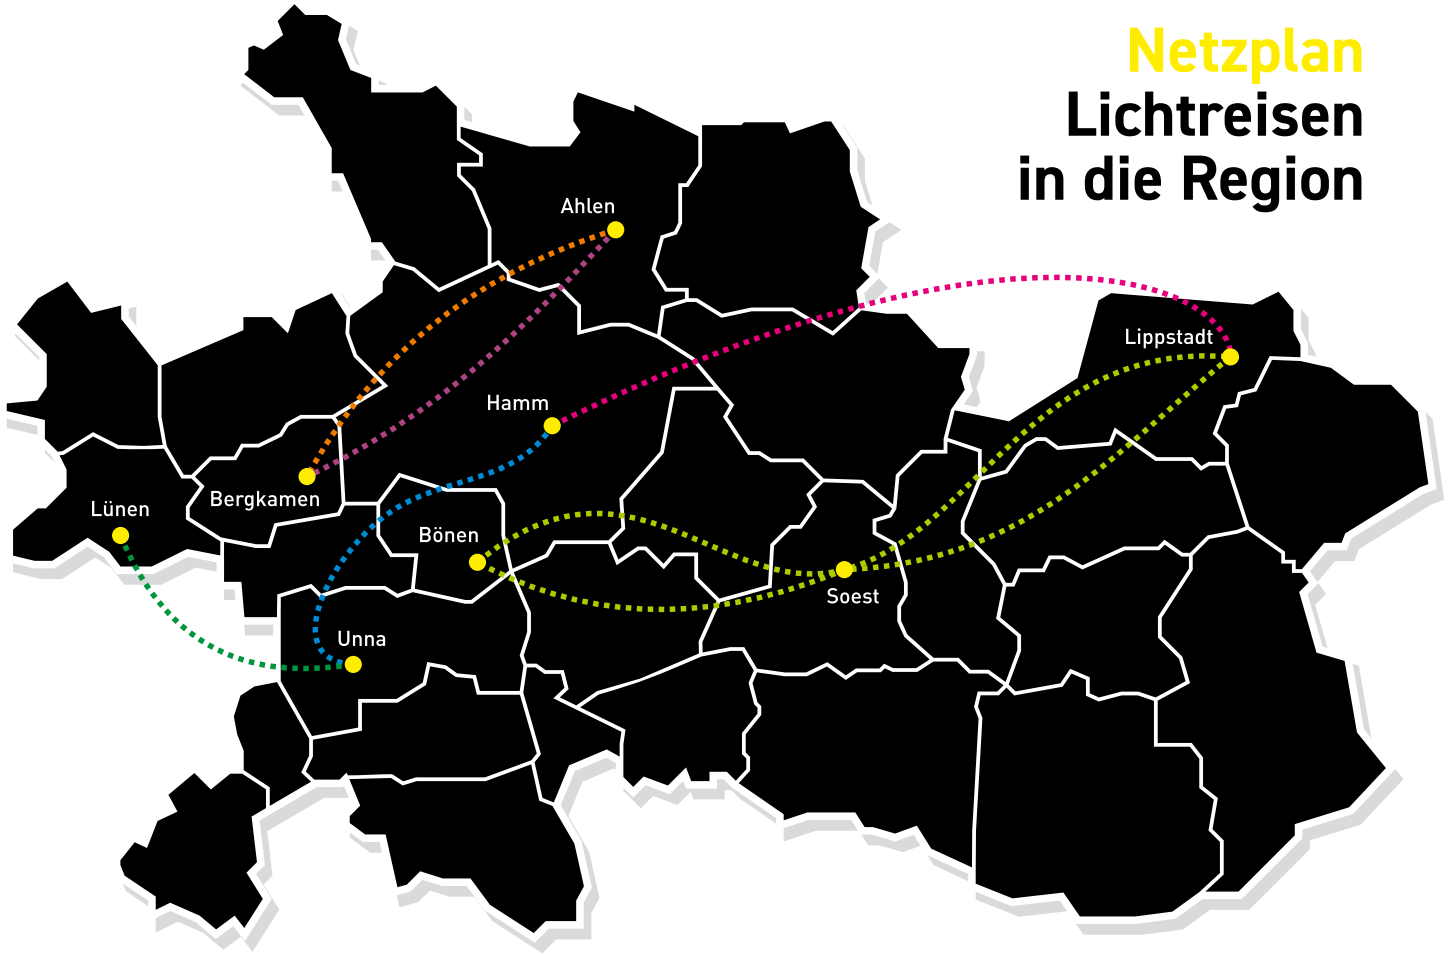 Netzplan
Lichtreisen
in die Region
Ahlen
Lippstadt
Hamm
Bergkamen
Lünen
Bönen
Soest
Unna